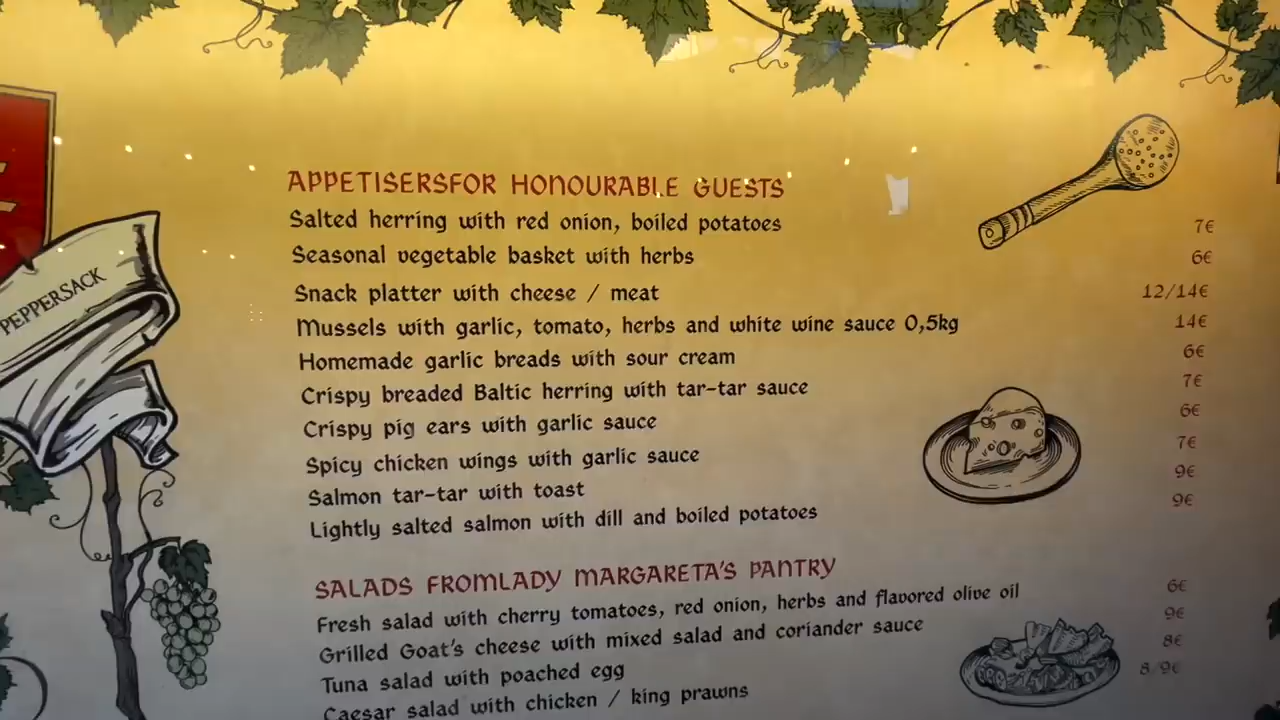 PEPPERSACK
APPETISERSFOR HONOURABLE GUESTS
Salted herring with red onion, boiled potatoes 7€
Seasonal vegetable basket with herbs 6€
Snack platter with cheese / meat 12/14€
Mussels with garlic, tomato, herbs and white wine sauce 0,5kg 14€
Homemade garlic breads with sour cream 6€
Crispy breaded Baltic herring with tar-tar sauce 7€
Crispy pig ears with garlic sauce 6€
Spicy chicken wings with garlic sauce 7€
Salmon tar-tar with toast 9€
Lightly salted salmon with dill and boiled potatoes 9€
SALADS FROMLADY MARGARETA'S PANTRY
Fresh salad with cherry tomatoes, red onion, herbs and flavored olive oil 6€
Grilled Goat's cheese with mixed salad and coriander sauce 9€
Tuna salad with poached egg 8€
Caesar salad with chicken / king prawns 8/9€